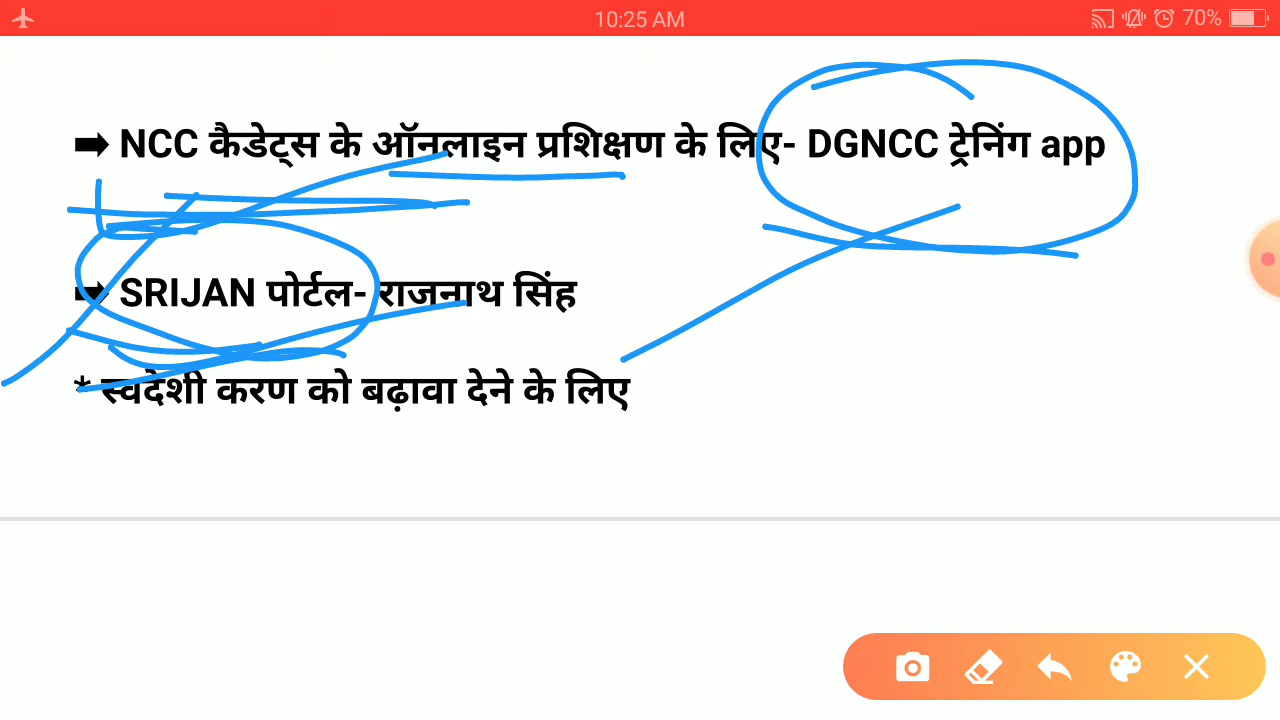 10:25 AM
70%
➡ NCC कैडेट्स के ऑनलाइन प्रशिक्षण के लिए- DGNCC ट्रेनिंग app
➡ SRIJAN पोर्टल- राजनाथ सिंह
* स्वदेशी करण को बढ़ावा देने के लिए